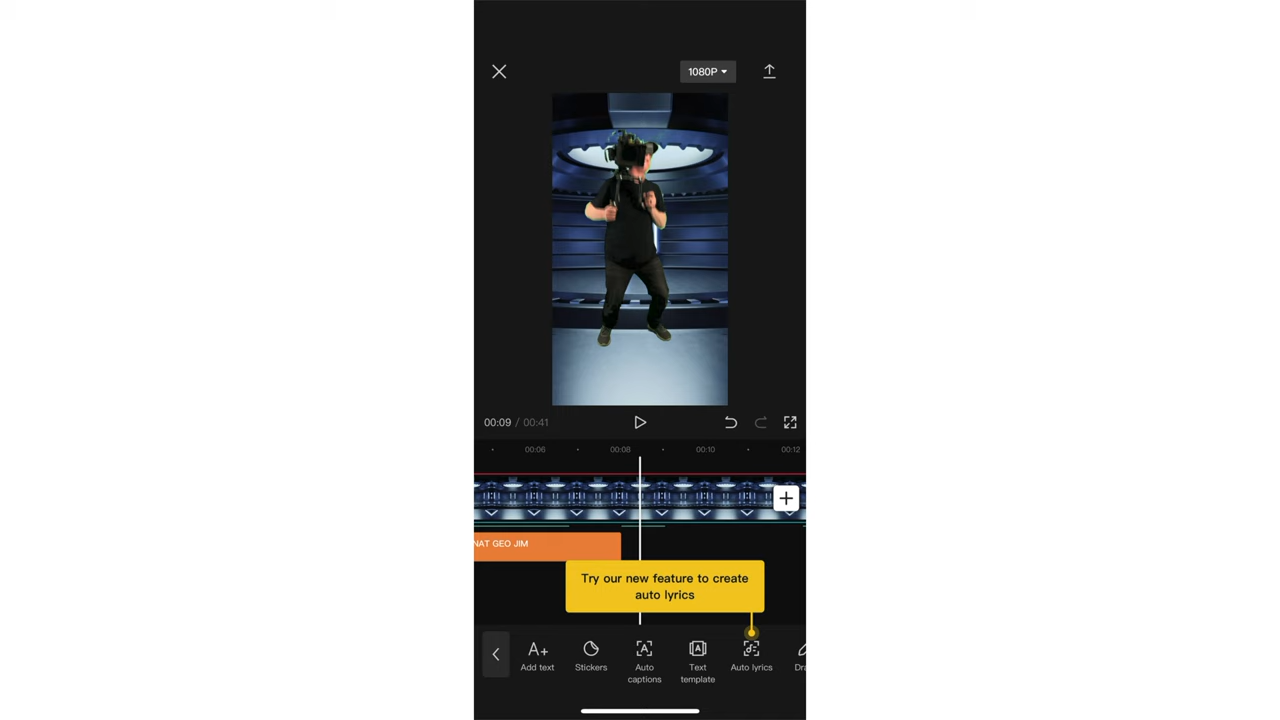 1080P
00:09 / 00:41
00:06 00:08 00:10 00:12
NAT GEO JIM
Try our new feature to create
auto lyrics
A+
Add text
Stickers
A
Auto
captions
A
Text
template
Auto lyrics
Dra